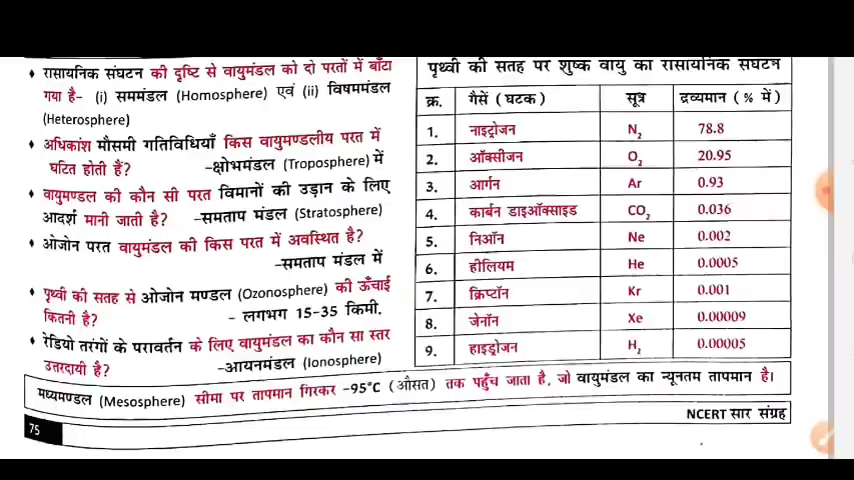 ♦ रासायनिक संघटन की दृष्टि से वायुमंडल को दो परतों में बाँटा
गया है- (i) सममंडल (Homosphere) एवं (ii) विषममंडल
(Heterosphere)
♦ अधिकांश मौसमी गतिविधियाँ किस वायुमण्डलीय परत में
घटित होती हैं? -क्षोभमंडल (Troposphere) में
♦ वायुमण्डल की कौन सी परत विमानों की उड़ान के लिए
आदर्श मानी जाती है? -समताप मंडल (Stratosphere)
♦ ओजोन परत वायुमंडल की किस परत में अवस्थित है?
-समताप मंडल में
♦ पृथ्वी की सतह से ओजोन मण्डल (Ozonosphere) की ऊँचाई
कितनी है? - लगभग 15-35 किमी.
♦ रेडियो तरंगों के परावर्तन के लिए वायुमंडल का कौन सा स्तर
उत्तरदायी है? -आयनमंडल (Ionosphere)
पृथ्वी की सतह पर शुष्क वायु का रासायनिक संघटन
क्र. गैसें (घटक) सूत्र द्रव्यमान (% में)
1. नाइट्रोजन N₂ 78.8
2. ऑक्सीजन O₂ 20.95
3. आर्गन Ar 0.93
4. कार्बन डाइऑक्साइड CO₂ 0.036
5. निऑन Ne 0.002
6. हीलियम He 0.0005
7. क्रिप्टॉन Kr 0.001
8. जेनॉन Xe 0.00009
9. हाइड्रोजन H₂ 0.00005
मध्यमण्डल (Mesosphere) सीमा पर तापमान गिरकर -95°C (औसत) तक पहुँच जाता है, जो वायुमंडल का न्यूनतम तापमान है।
75 NCERT सार संग्रह